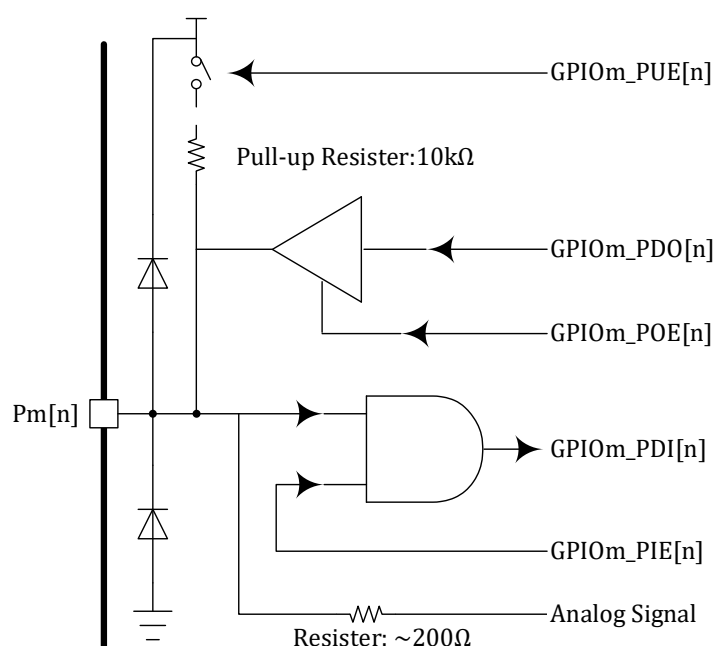 GPIOm_PUE[n]
Pull-up Resister:10kΩ
GPIOm_PDO[n]
GPIOm_POE[n]
Pm[n]
GPIOm_PDI[n]
GPIOm_PIE[n]
Analog Signal
Resister: ~200Ω